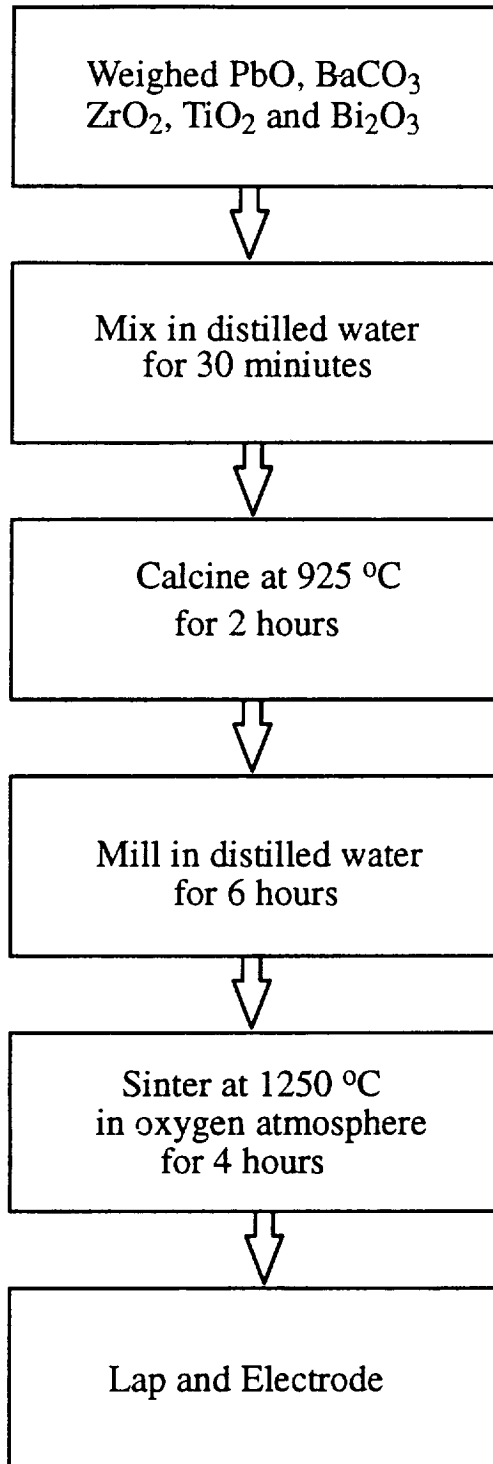 Weighed PbO, BaCO₃
ZrO₂, TiO₂ and Bi₂O₃
Mix in distilled water
for 30 miniutes
Calcine at 925 ºC
for 2 hours
Mill in distilled water
for 6 hours
Sinter at 1250 ºC
in oxygen atmosphere
for 4 hours
Lap and Electrode